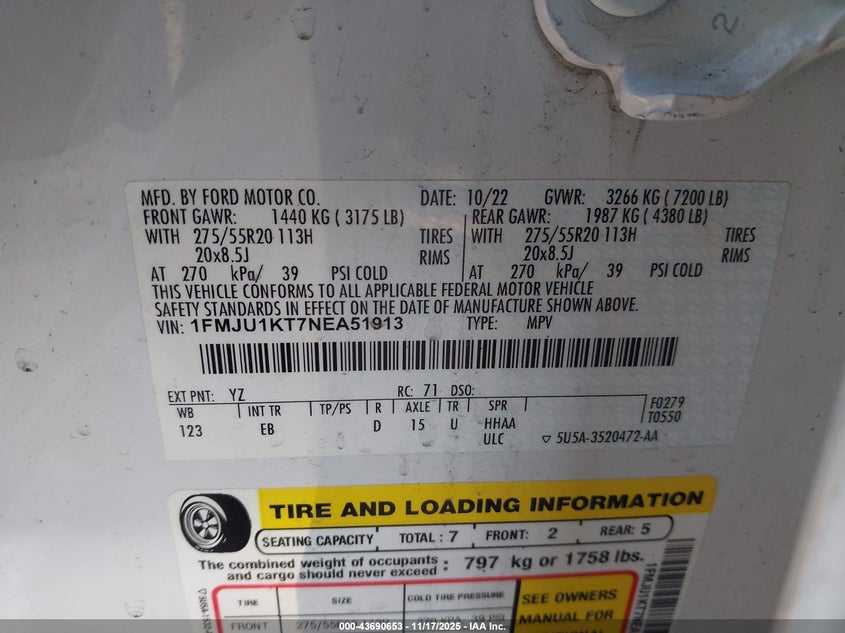 MFD. BY FORD MOTOR CO. DATE: 10/22 GVWR: 3266 KG ( 7200 LB)
FRONT GAWR: 1440 KG ( 3175 LB) REAR GAWR: 1987 KG ( 4380 LB)
WITH 275/55R20 113H TIRES WITH 275/55R20 113H TIRES
20x8.5J RIMS 20x8.5J RIMS
AT 270 kPa/ 39 PSI COLD AT 270 kPa/ 39 PSI COLD
THIS VEHICLE CONFORMS TO ALL APPLICABLE FEDERAL MOTOR VEHICLE
SAFETY STANDARDS IN EFFECT ON THE DATE OF MANUFACTURE SHOWN ABOVE.
VIN: 1FMJU1KT7NEA51913 TYPE: MPV
EXT PNT: YZ RC: 71 DSO: F0279
WB INT TR TP/PS R AXLE TR SPR T0550
123 EB D 15 U HHAA
ULC ▽ 5U5A-3520472-AA
TIRE AND LOADING INFORMATION
SEATING CAPACITY TOTAL : 7 FRONT: 2 REAR: 5
The combined weight of occupants
and cargo should never exceed : 797 kg or 1758 lbs.
TIRE SIZE COLD TIRE PRESSURE SEE OWNERS
MANUAL FOR
FRONT 275/55 39 PSI
1FMJU1KT7NEA
000-43690653 - 11/17/2025 - IAA Inc.